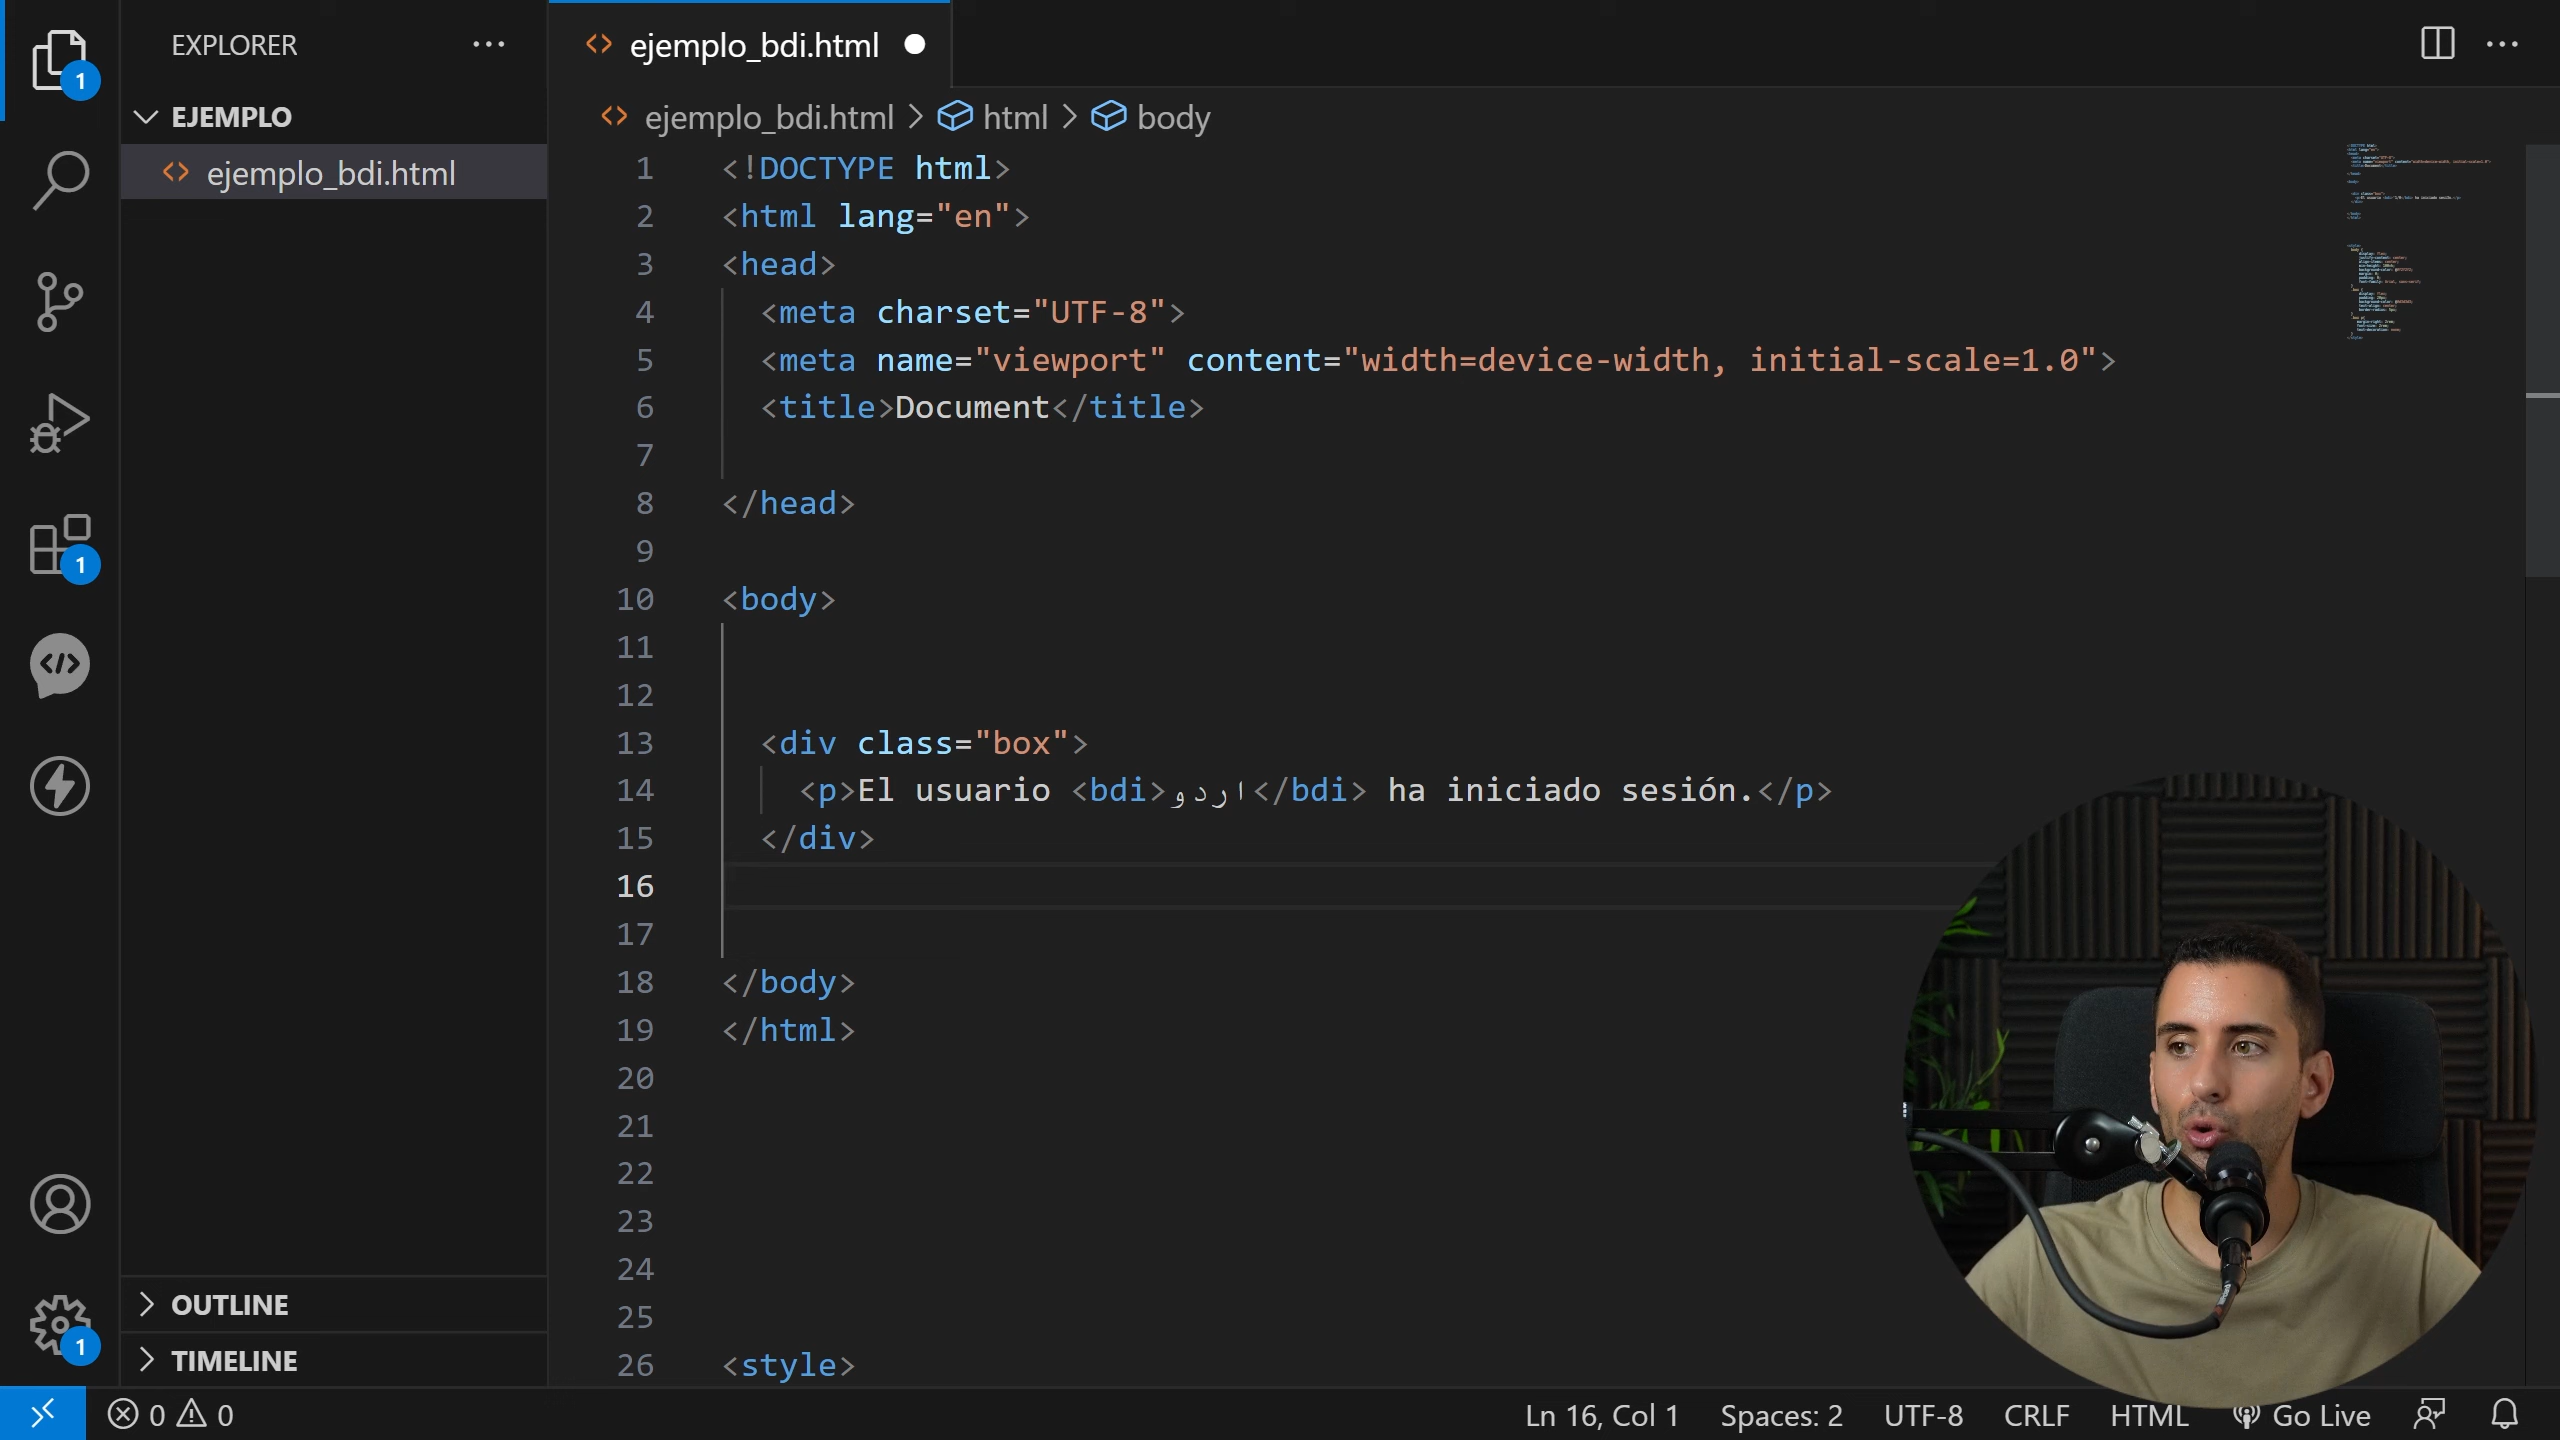 EXPLORER
EJEMPLO
ejemplo_bdi.html
OUTLINE
TIMELINE
ejemplo_bdi.html
ejemplo_bdi.html > html > body
1 <!DOCTYPE html>
2 <html lang="en">
3 <head>
4 <meta charset="UTF-8">
5 <meta name="viewport" content="width=device-width, initial-scale=1.0">
6 <title>Document</title>
7
8 </head>
9
10 <body>
11
12
13 <div class="box">
14 <p>El usuario <bdi>اردو</bdi> ha iniciado sesión.</p>
15 </div>
16
17
18 </body>
19 </html>
20
21
22
23
24
25
26 <style>
1
1
1
0 0
Ln 16, Col 1 Spaces: 2 UTF-8 CRLF HTML Go Live